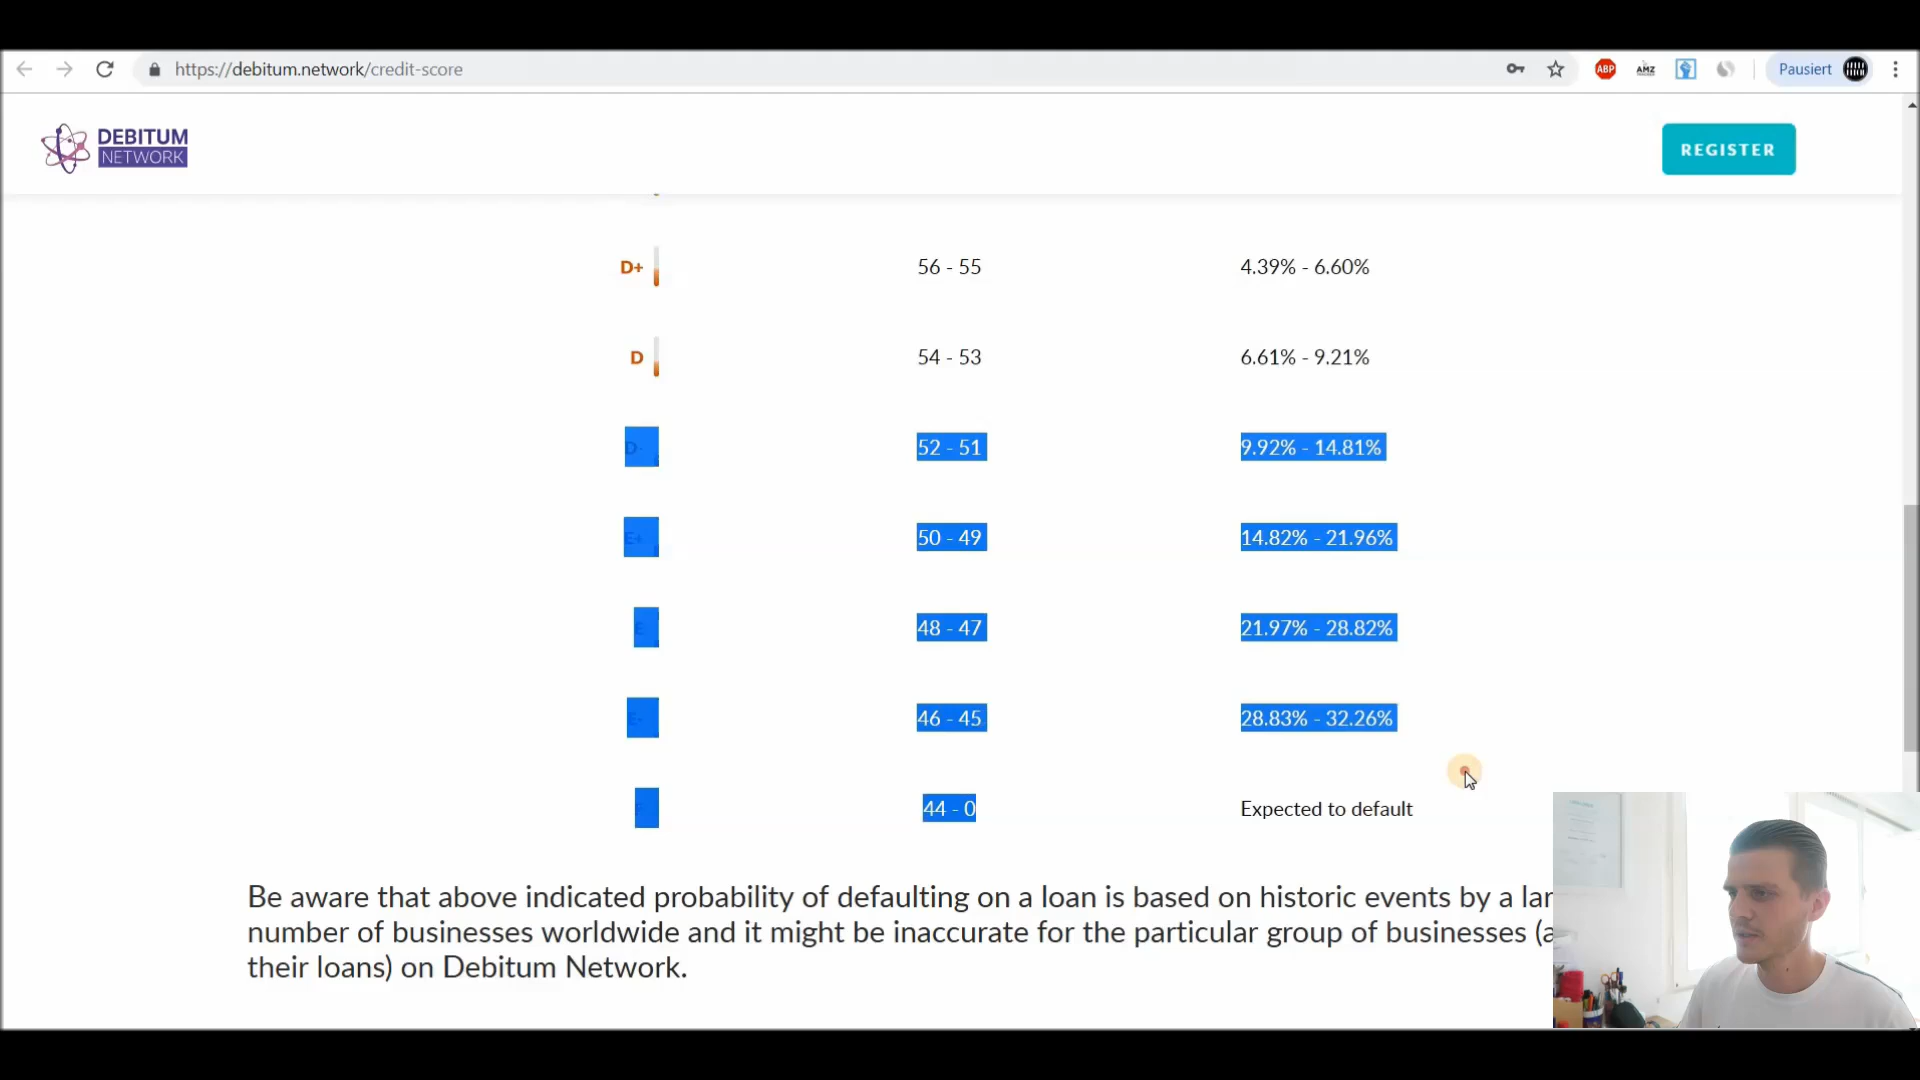 https://debitum.network/credit-score
ABP
AMZ
Pausiert
DEBITUM
NETWORK
REGISTER
D+ 56 - 55 4.39% - 6.60%
D 54 - 53 6.61% - 9.21%
D- 52 - 51 9.92% - 14.81%
E+ 50 - 49 14.82% - 21.96%
E 48 - 47 21.97% - 28.82%
E- 46 - 45 28.83% - 32.26%
44 - 0 Expected to default
Be aware that above indicated probability of defaulting on a loan is based on historic events by a lar
number of businesses worldwide and it might be inaccurate for the particular group of businesses (a
their loans) on Debitum Network.